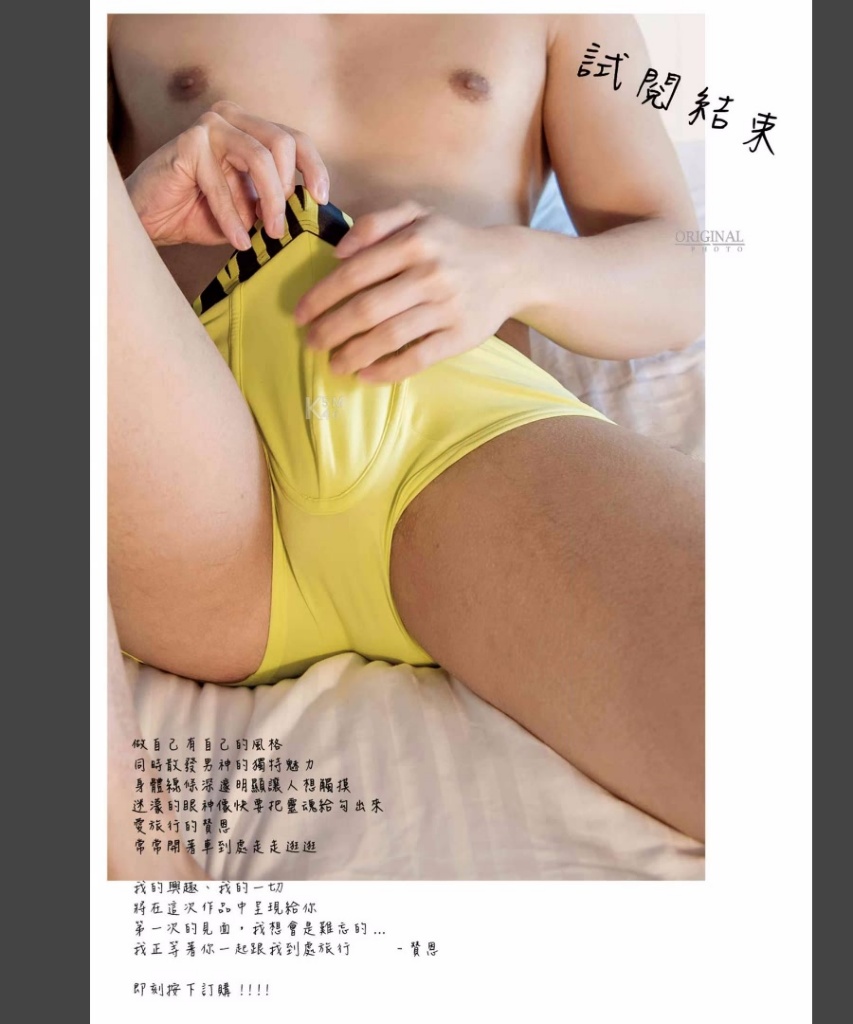 試閱結束
ORIGINAL
PHOTO
做自己有自己的風格
同時散發男神的獨特魅力
身體線條深邃明顯讓人想觸摸
迷濛的眼神像快要把靈魂給勾出來
愛旅行的贊恩
常常開著車到處走走逛逛
我的興趣、我的一切
將在這次作品中呈現給你
第一次的見面，我想會是難忘的...
我正等著你一起跟我到處旅行 - 贊恩
即刻按下訂購 !!!!